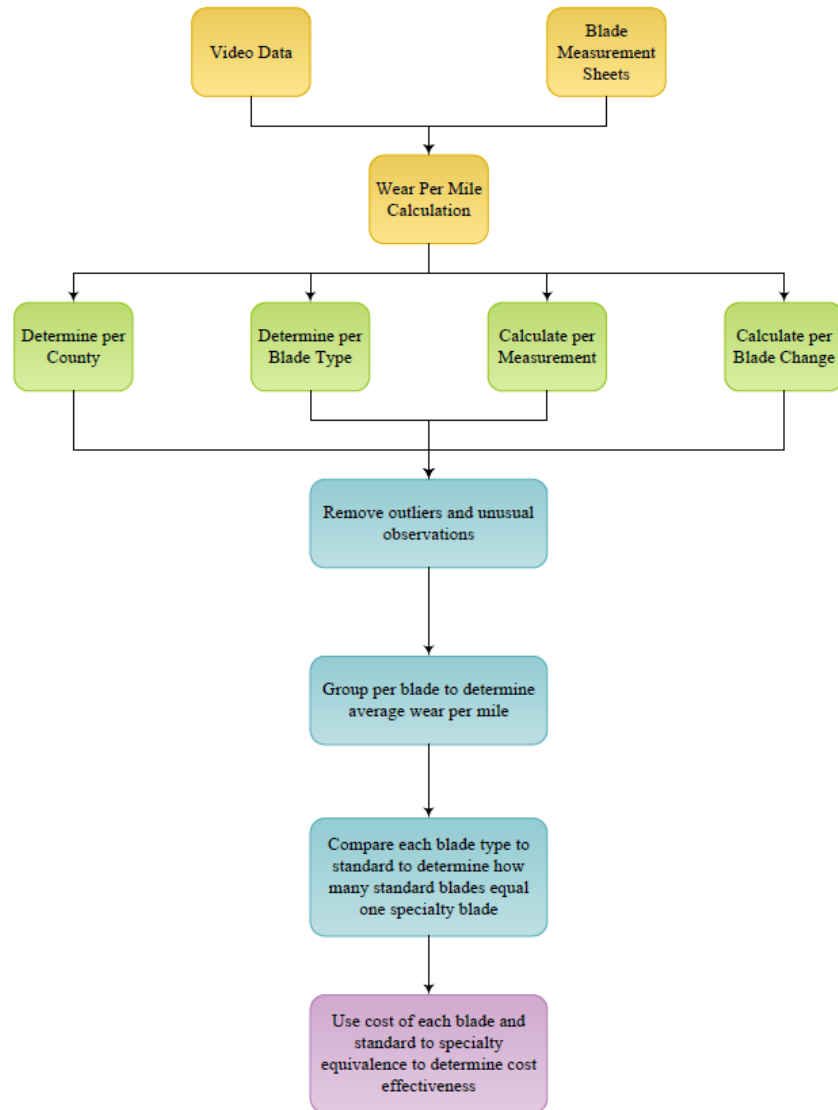 Video Data
Blade
Measurement
Sheets
Wear Per Mile
Calculation
Determine per
County
Determine per
Blade Type
Calculate per
Measurement
Calculate per
Blade Change
Remove outliers and unusual
observations
Group per blade to determine
average wear per mile
Compare each blade type to
standard to determine how
many standard blades equal
one specialty blade
Use cost of each blade and
standard to specialty
equivalence to determine cost
effectiveness